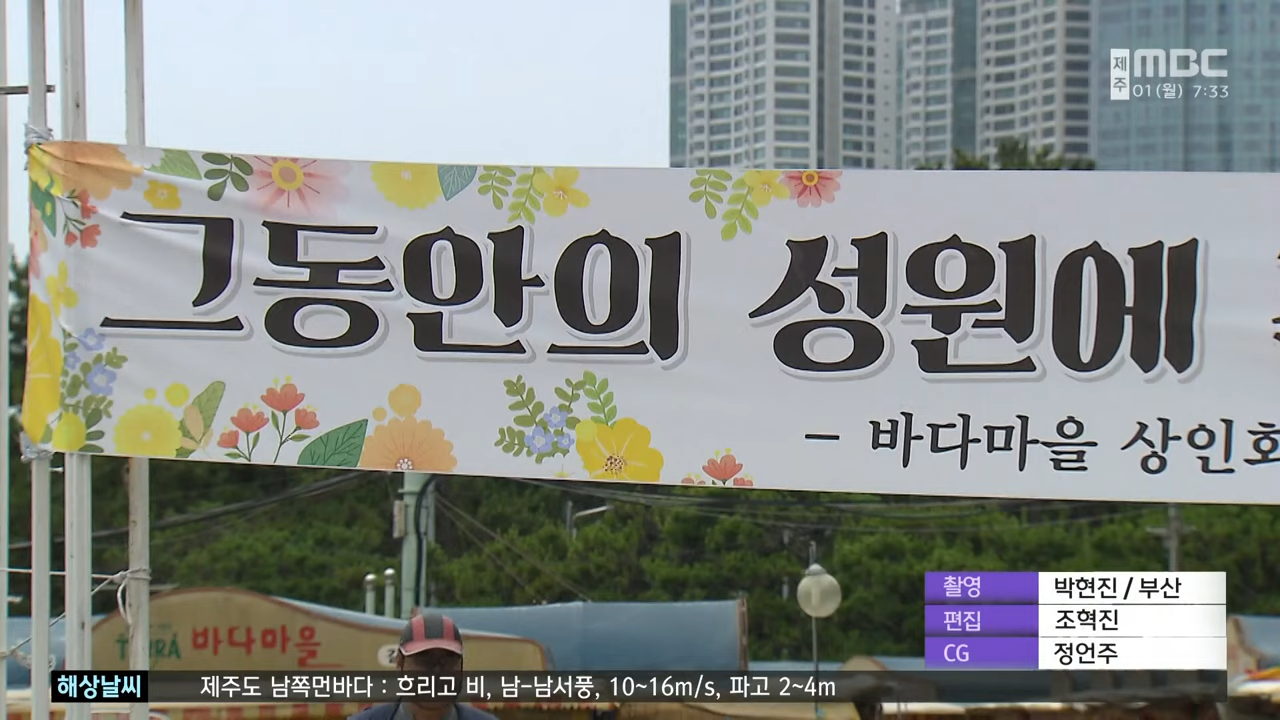 제주 MBC
01(월) 7:33
그동안의 성원에
- 바다마을 상인회
TERRA 바다마을
촬영 박현진 / 부산
편집 조혁진
CG 정언주
해상날씨 제주도 남쪽먼바다 : 흐리고 비, 남-남서풍, 10~16m/s, 파고 2~4m